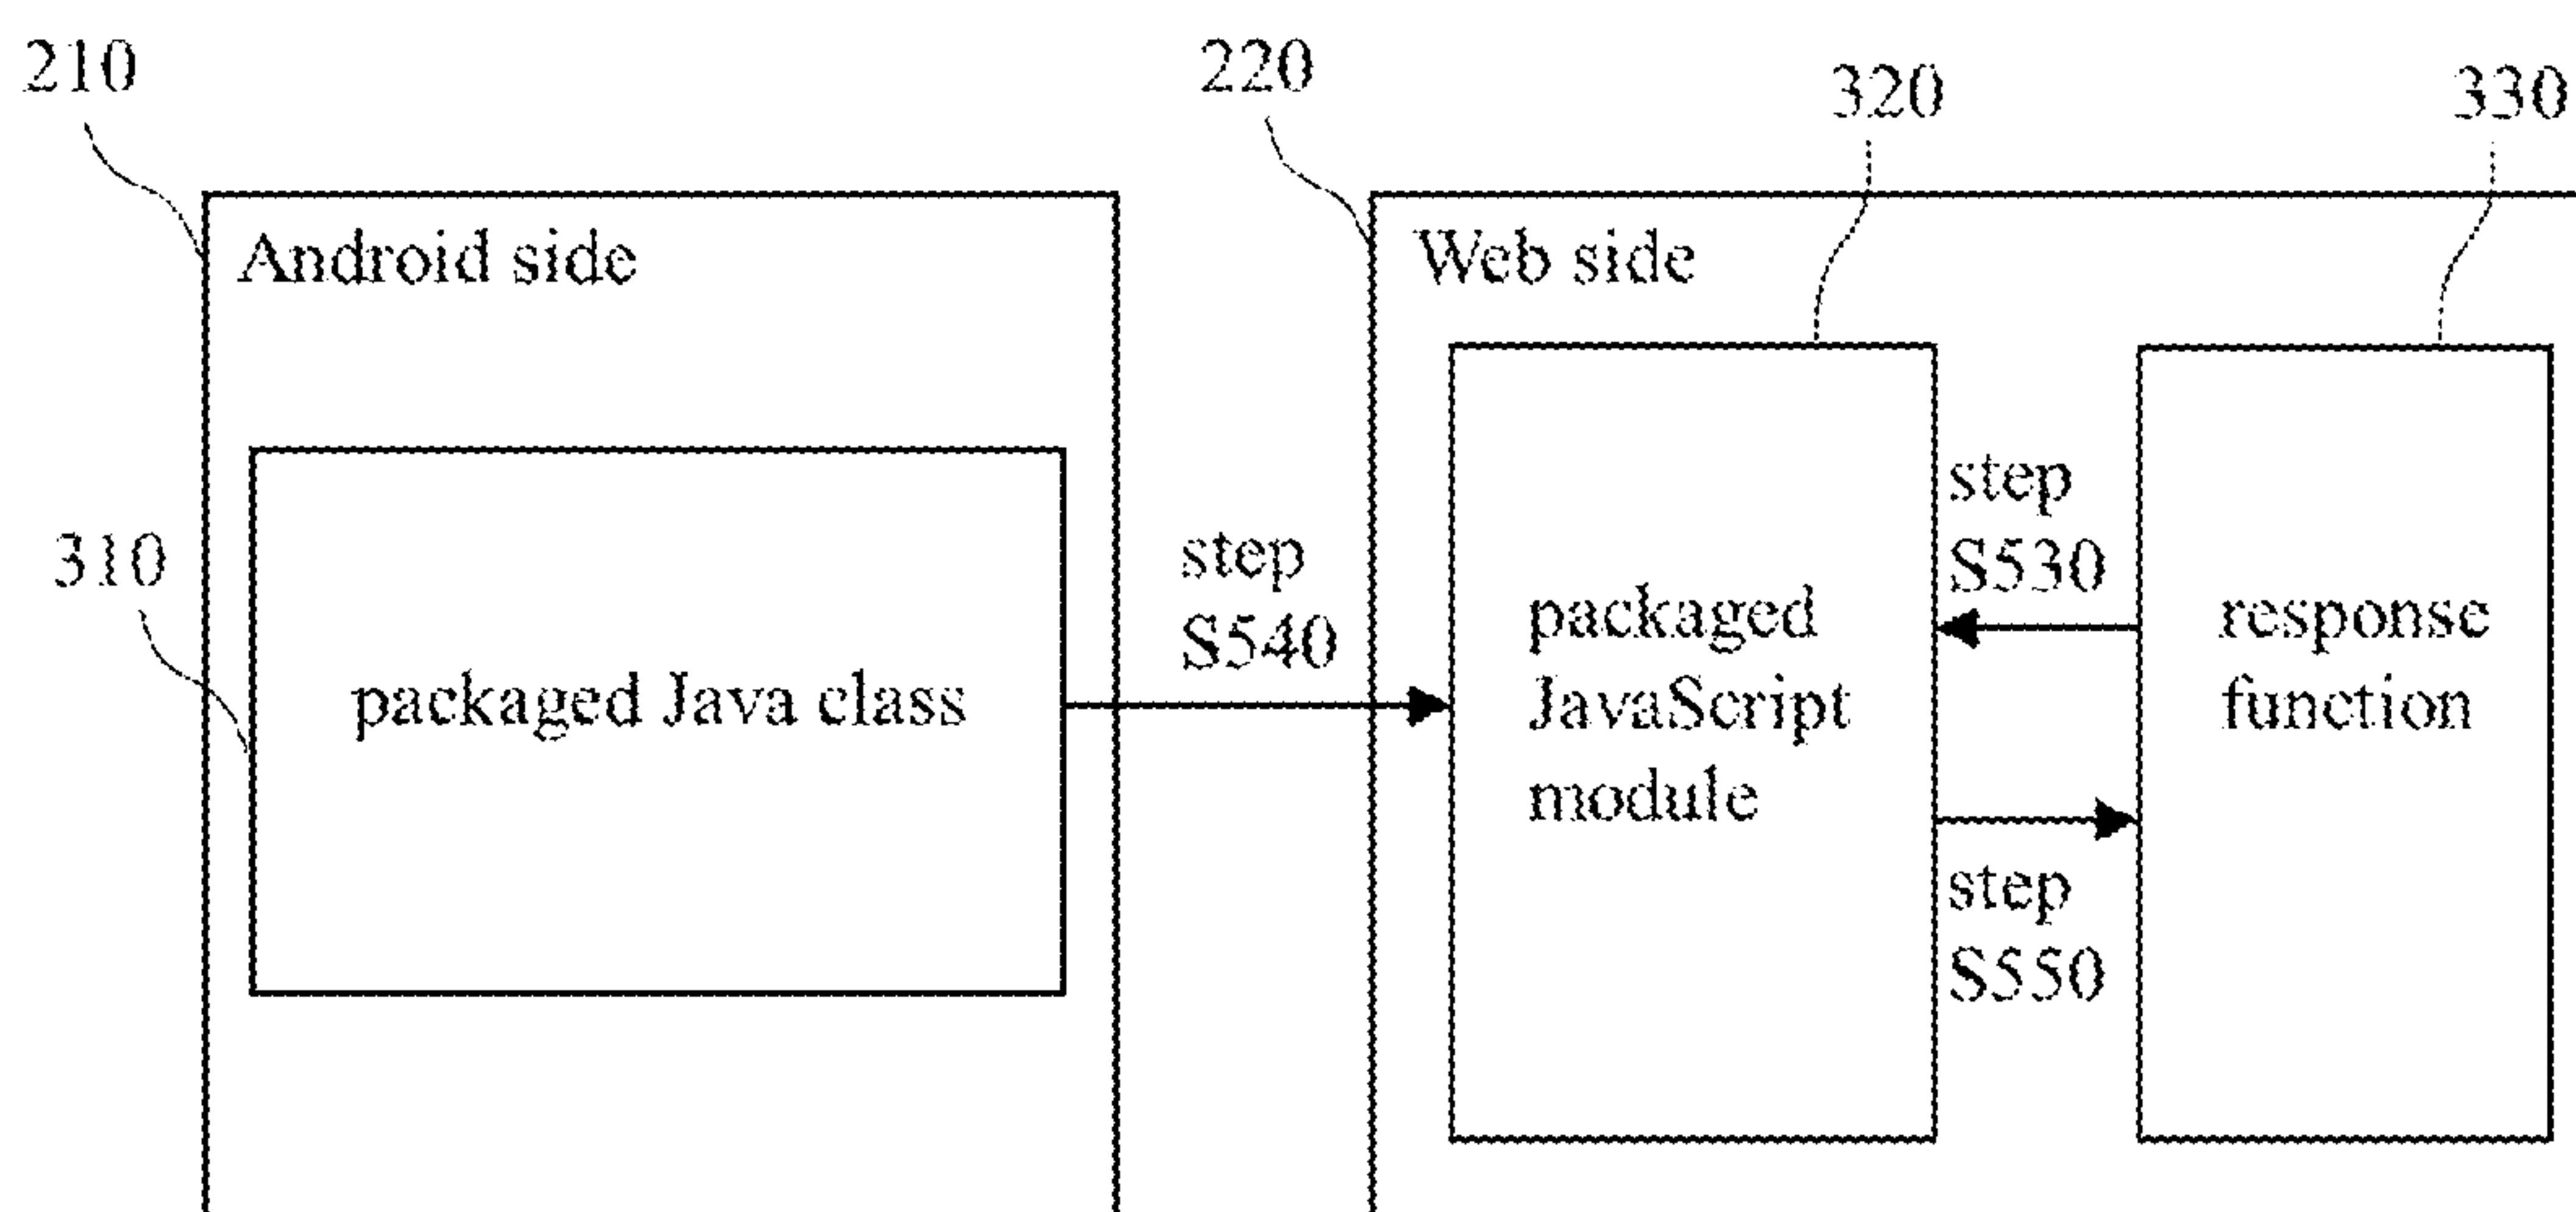 210
220
320
330
Android side
Web side
310
packaged Java class
step
S540
packaged
JavaScript
module
step
S530
step
S550
response
function